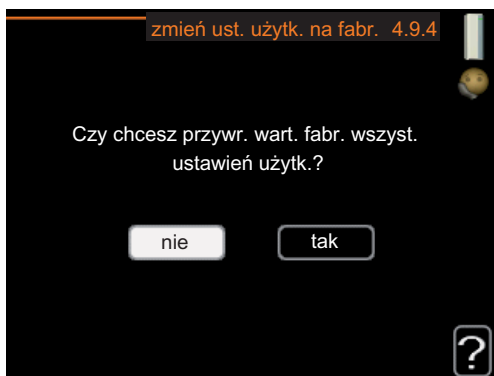 zmień ust. użytk. na fabr. 4.9.4
Czy chcesz przywr. wart. fabr. wszyst.
ustawień użytk.?
nie
tak
?